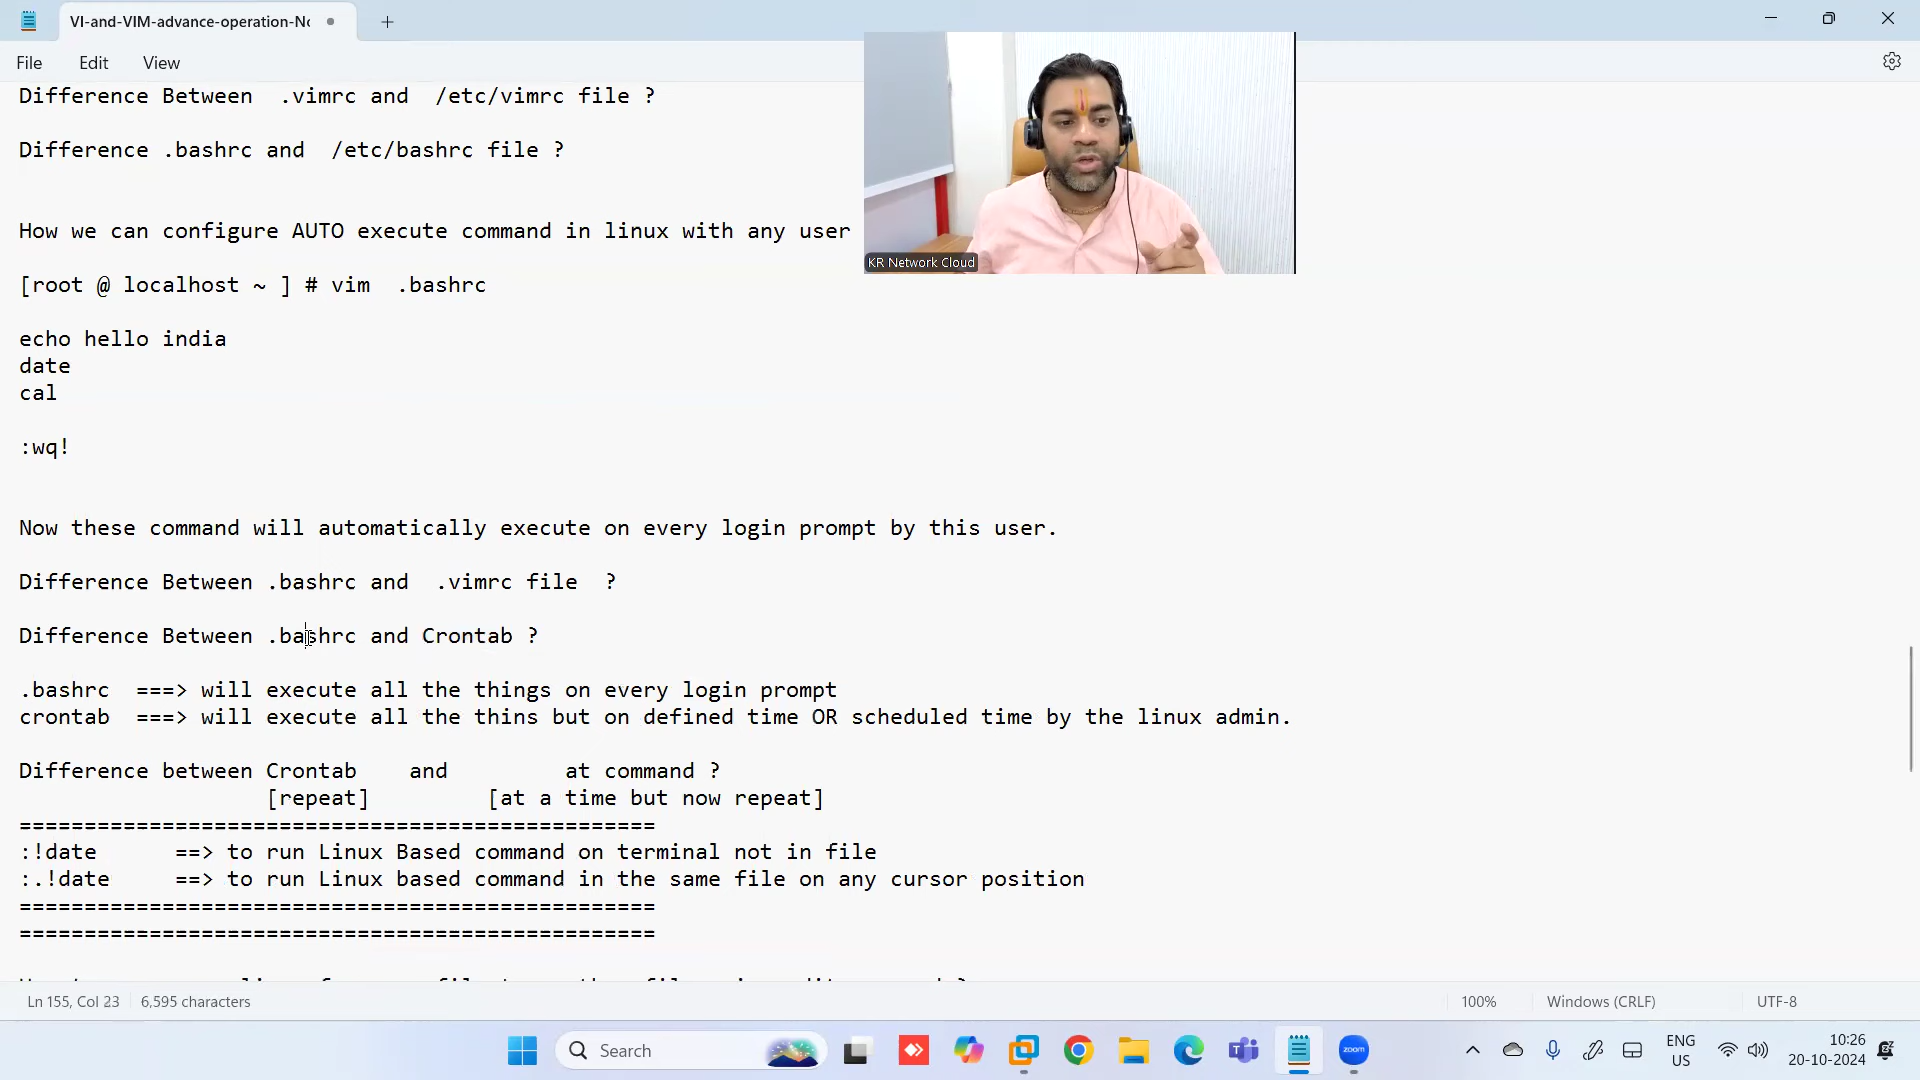 VI-and-VIM-advance-operation-No
File Edit View
Difference Between .vimrc and /etc/vimrc file ?
Difference .bashrc and /etc/bashrc file ?
How we can configure AUTO execute command in linux with any user
KR Network Cloud
[root @ localhost ~ ] # vim .bashrc
echo hello india
date
cal
:wq!
Now these command will automatically execute on every login prompt by this user.
Difference Between .bashrc and .vimrc file ?
Difference Between .bashrc and Crontab ?
.bashrc ===> will execute all the things on every login prompt
crontab ===> will execute all the thins but on defined time OR scheduled time by the linux admin.
Difference between Crontab and at command ?
[repeat] [at a time but now repeat]
=================================================
:!date ==> to run Linux Based command on terminal not in file
:.!date ==> to run Linux based command in the same file on any cursor position
=================================================
=================================================
Ln 155, Col 23 6,595 characters 100% Windows (CRLF) UTF-8
Search zoom ENG 10:26
US 20-10-2024